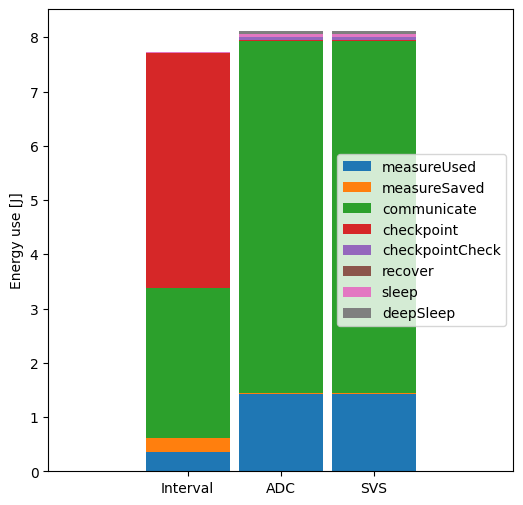 8
7
6
5
4
3
2
1
0
Energy use [J]
measureUsed
measureSaved
communicate
checkpoint
checkpointCheck
recover
sleep
deepSleep
Interval
ADC
SVS